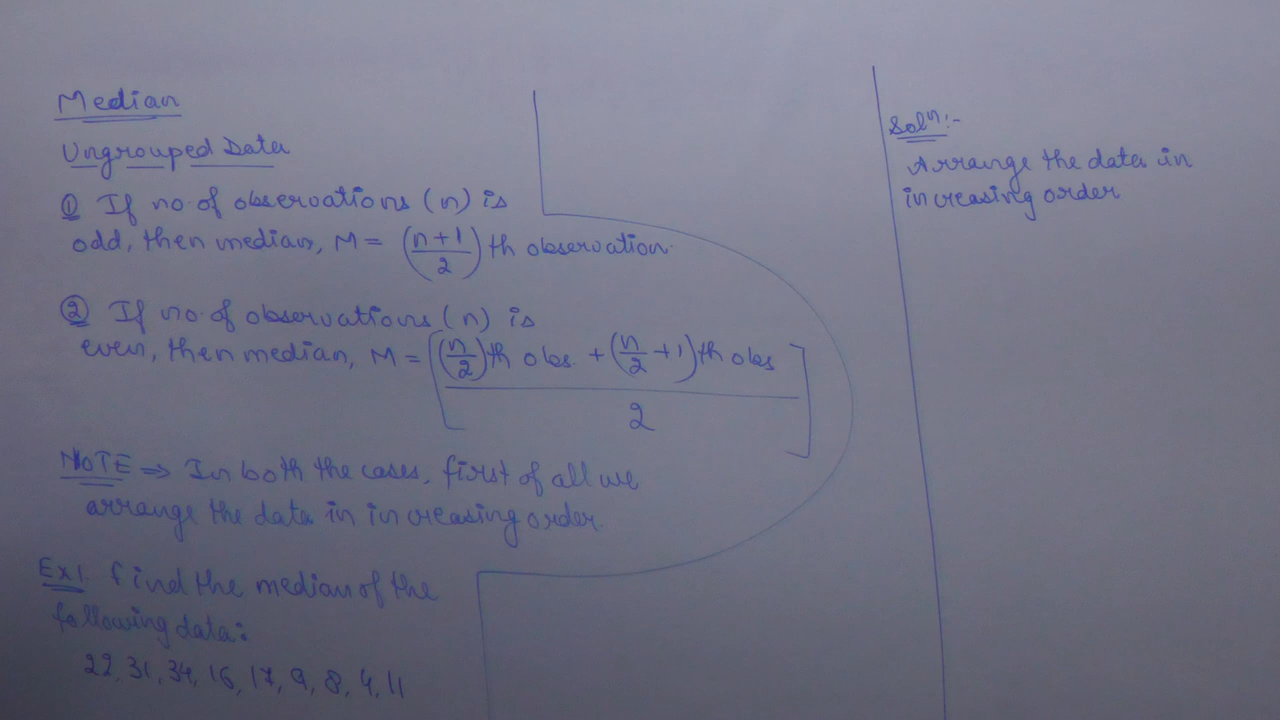 Median
Ungrouped Data
① If no. of observations (n) is
odd, then median, M = ((n+1)/2) th observation.
② If no. of observations (n) is
even, then median, M = [((n/2) th obs + (n/2 + 1) th obs)/2]
NOTE ⇒ In both the cases, first of all we
arrange the data in increasing order.
Ex1 Find the median of the
following data:
22, 31, 34, 16, 17, 9, 8, 4, 11
Solⁿ:-
Arrange the data in
increasing order